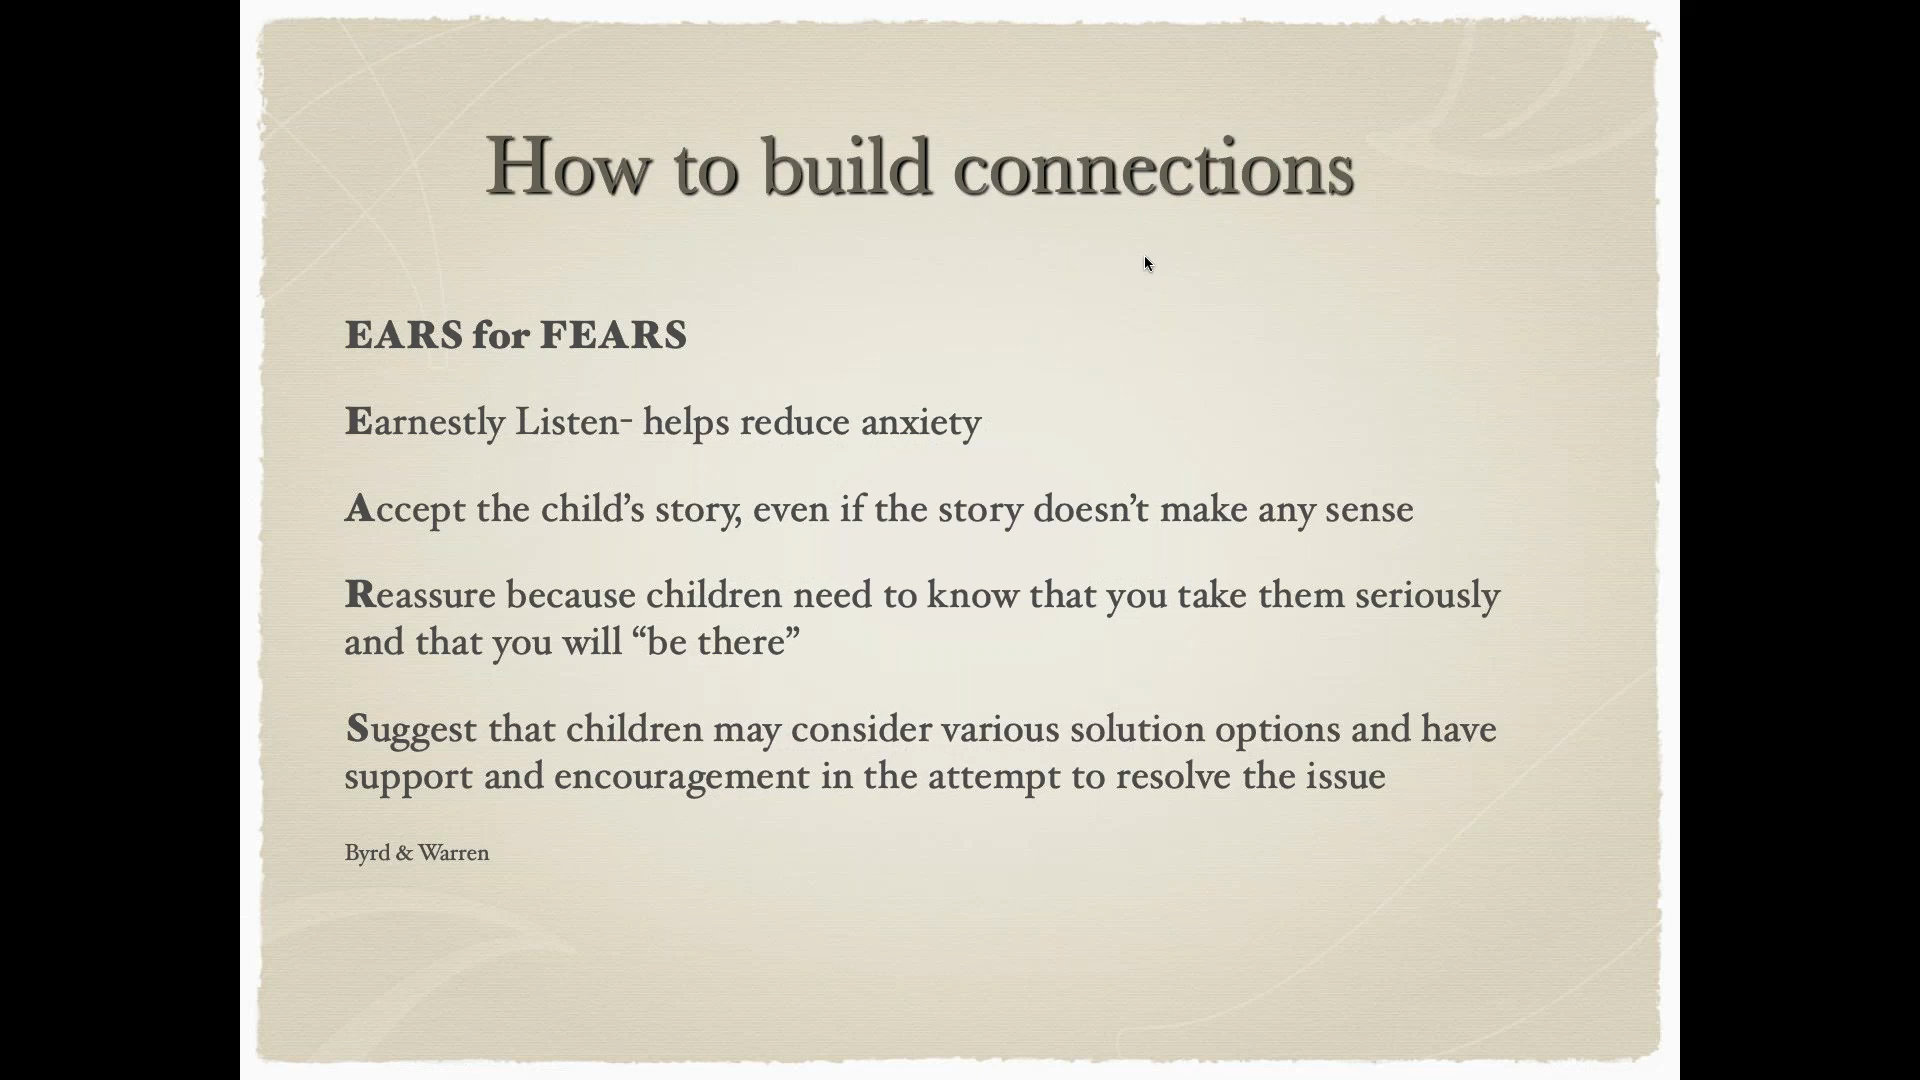 How to build connections
EARS for FEARS
Earnestly Listen- helps reduce anxiety
Accept the child’s story, even if the story doesn’t make any sense
Reassure because children need to know that you take them seriously
and that you will “be there”
Suggest that children may consider various solution options and have
support and encouragement in the attempt to resolve the issue
Byrd & Warren